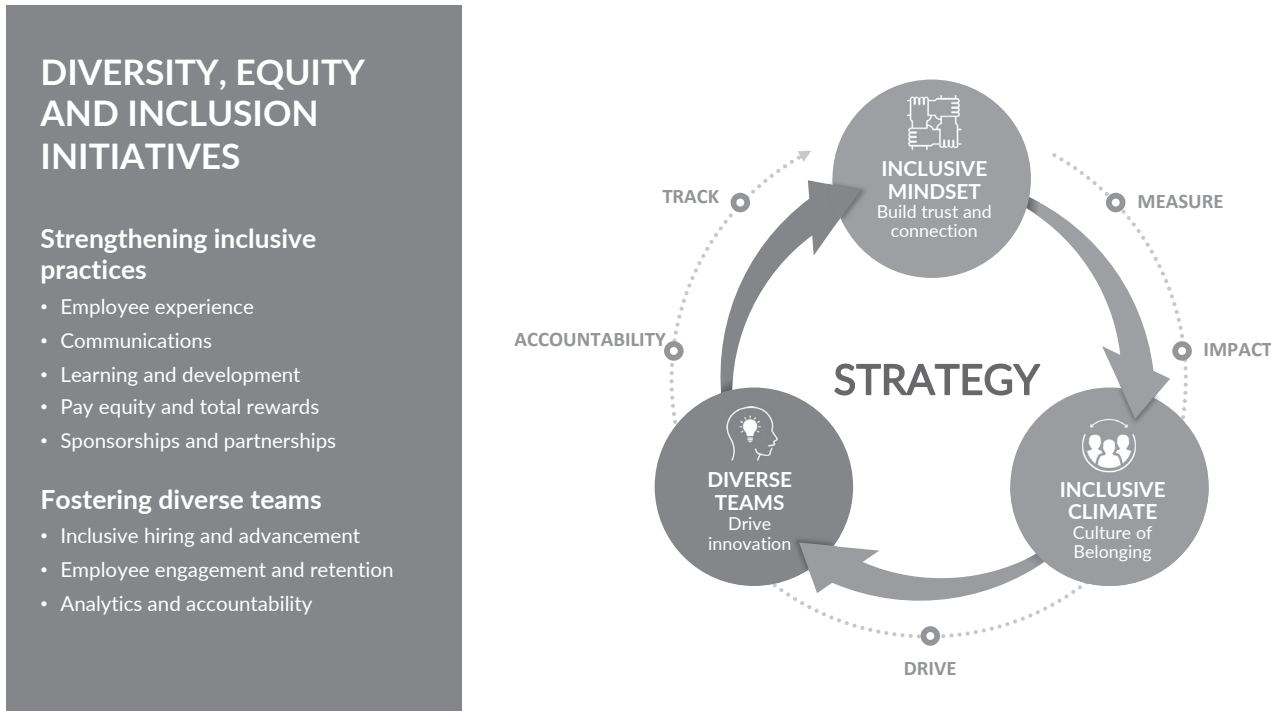 DIVERSITY, EQUITY
AND INCLUSION
INITIATIVES
Strengthening inclusive
practices
• Employee experience
• Communications
• Learning and development
• Pay equity and total rewards
• Sponsorships and partnerships
Fostering diverse teams
• Inclusive hiring and advancement
• Employee engagement and retention
• Analytics and accountability
INCLUSIVE
MINDSET
Build trust and
connection
TRACK
MEASURE
ACCOUNTABILITY
IMPACT
STRATEGY
DIVERSE
TEAMS
Drive
innovation
INCLUSIVE
CLIMATE
Culture of
Belonging
DRIVE